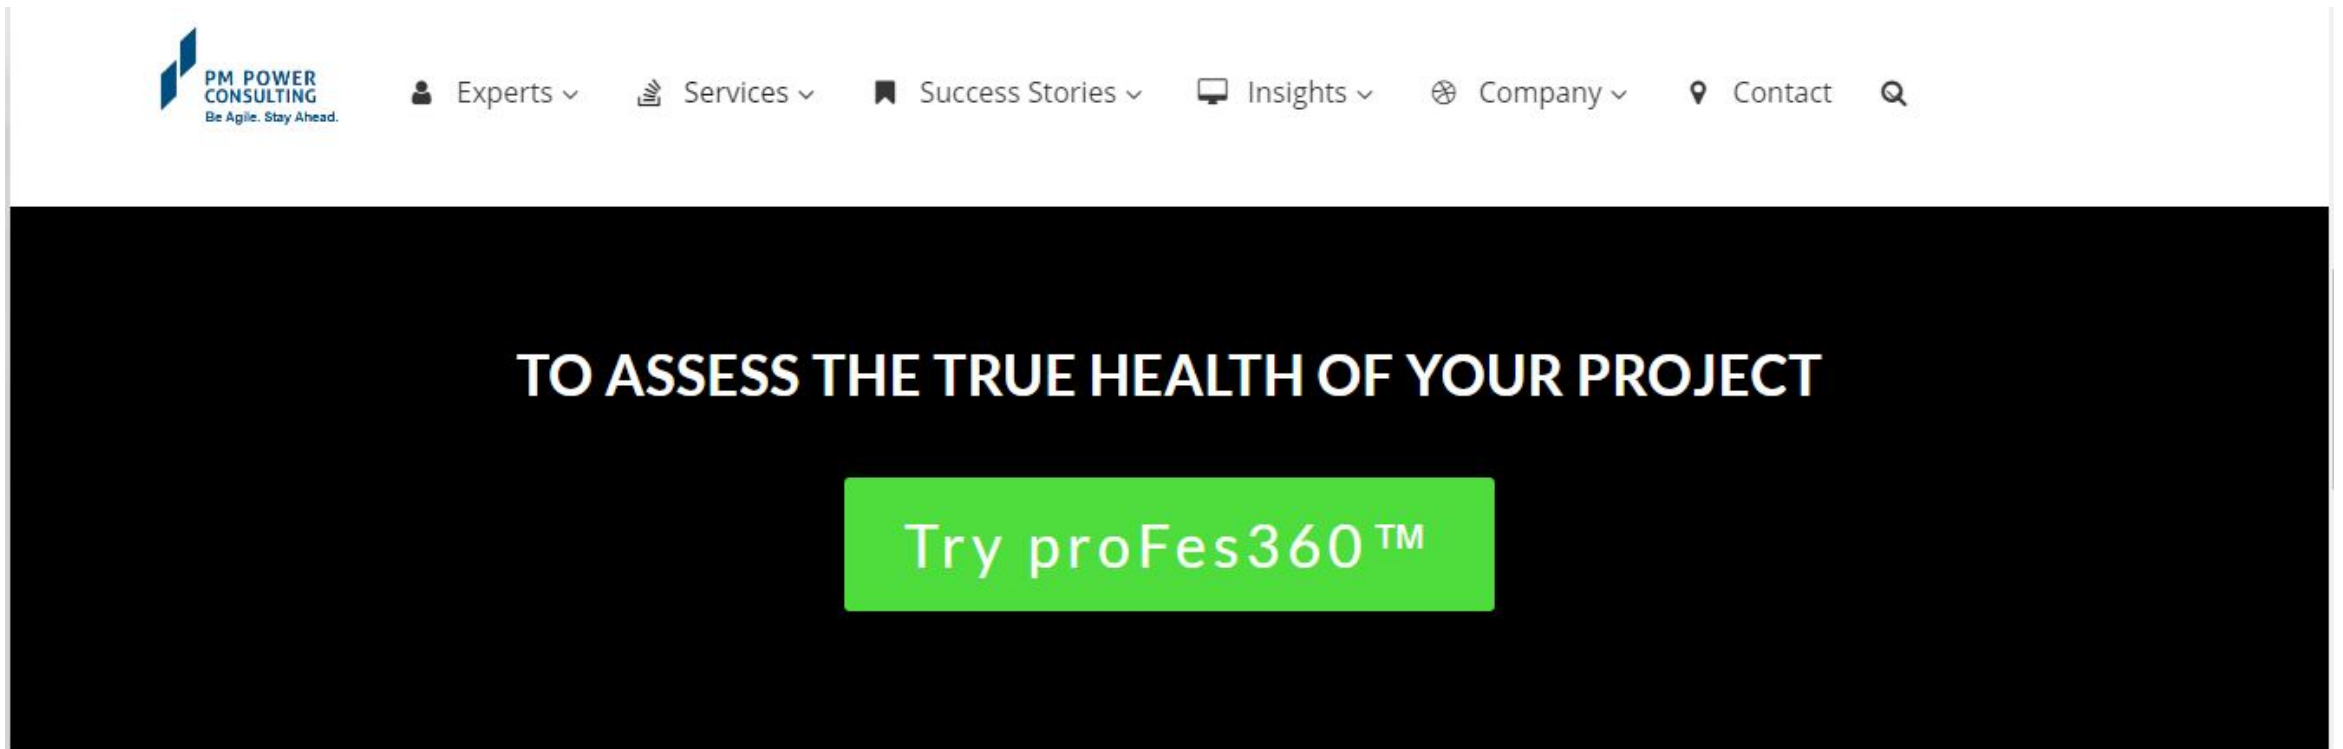 PM POWER
CONSULTING
Be Agile. Stay Ahead.
Experts Services Success Stories Insights Company Contact
TO ASSESS THE TRUE HEALTH OF YOUR PROJECT
Try proFes360™